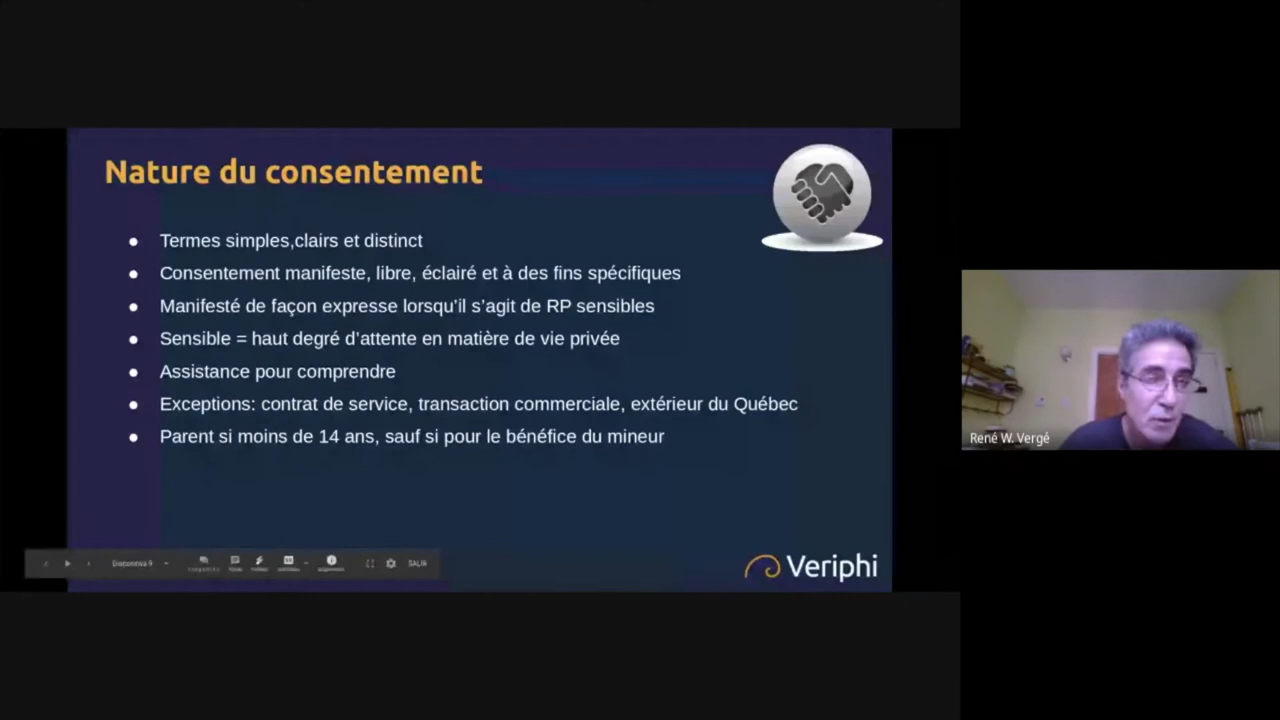 Nature du consentement
Termes simples,clairs et distinct
Consentement manifeste, libre, éclairé et à des fins spécifiques
Manifesté de façon expresse lorsqu'il s'agit de RP sensibles
Sensible = haut degré d'attente en matière de vie privée
Assistance pour comprendre
Exceptions: contrat de service, transaction commerciale, extérieur du Québec
Parent si moins de 14 ans, sauf si pour le bénéfice du mineur
René W. Vergé
Diapositiva 9
SALIR
Veriphi